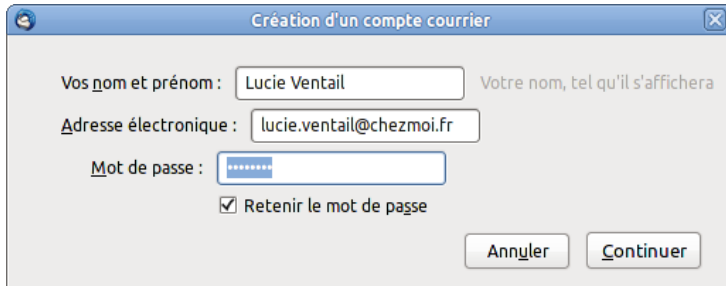 Création d'un compte courrier
Vos nom et prénom : Lucie Ventail Votre nom, tel qu'il s'affichera
Adresse électronique : lucie.ventail@chezmoi.fr
Mot de passe : ••••••••
Retenir le mot de passe
Annuler Continuer